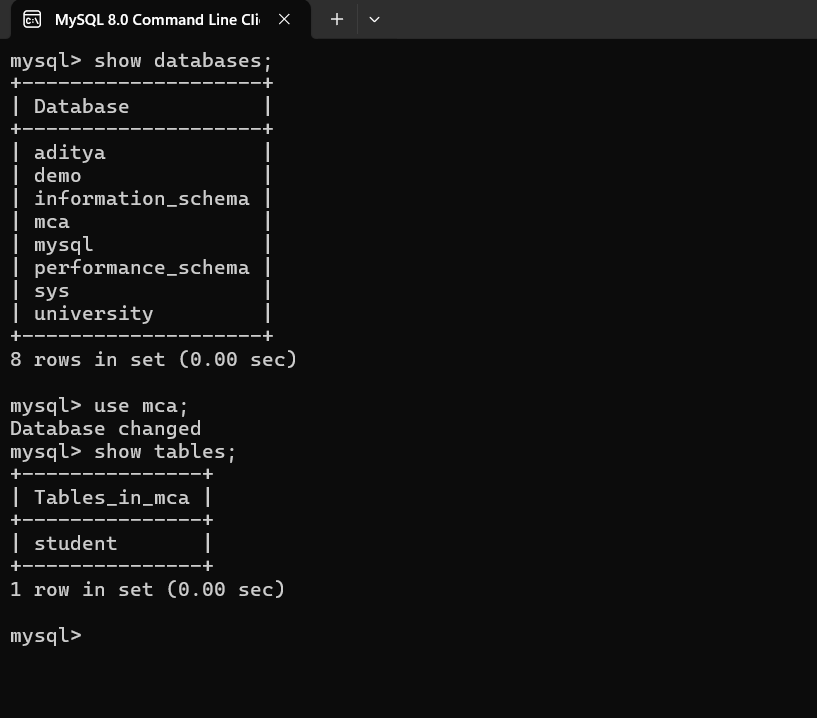 MySQL 8.0 Command Line Cli
mysql> show databases;
+--------------------+
| Database           |
+--------------------+
| aditya             |
| demo               |
| information_schema |
| mca                |
| mysql              |
| performance_schema |
| sys                |
| university         |
+--------------------+
8 rows in set (0.00 sec)
mysql> use mca;
Database changed
mysql> show tables;
+---------------+
| Tables_in_mca |
+---------------+
| student       |
+---------------+
1 row in set (0.00 sec)
mysql>